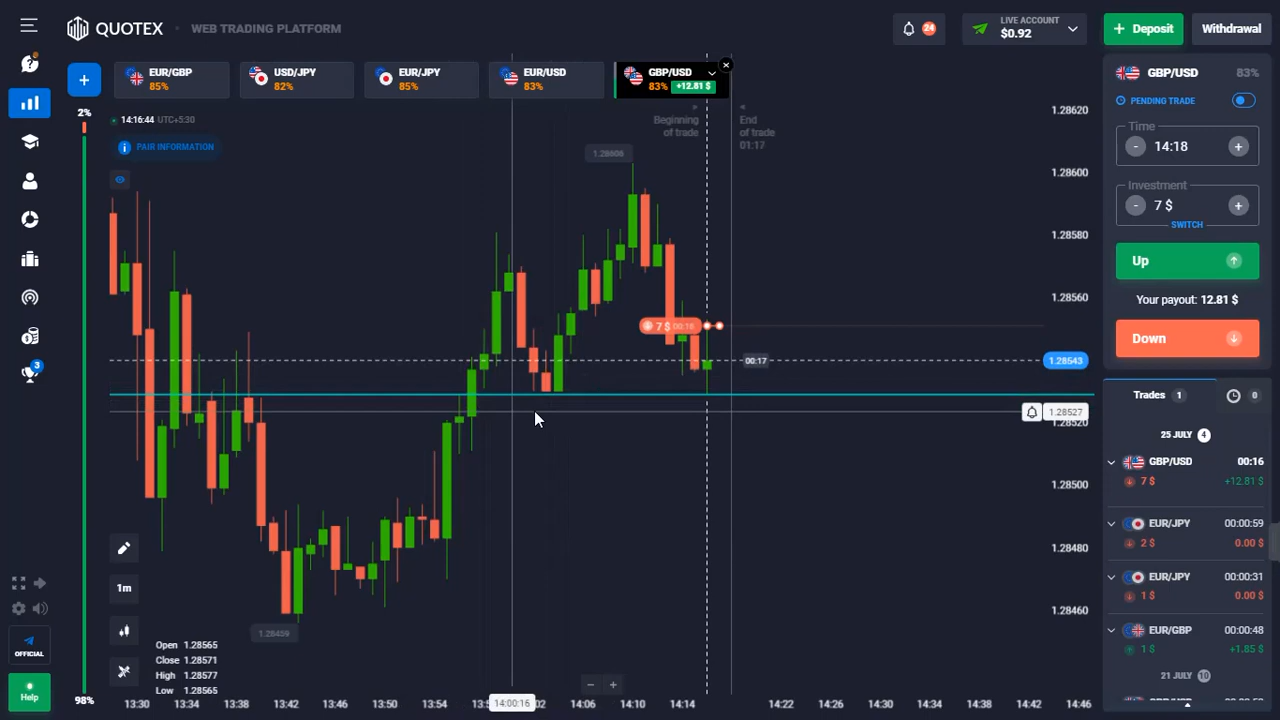 QUOTEX
WEB TRADING PLATFORM
24
LIVE ACCOUNT
$0.92
Deposit
Withdrawal
+
EUR/GBP
85%
USD/JPY
82%
EUR/JPY
85%
EUR/USD
83%
GBP/USD
83% +12.81 $
2%
14:16:44 UTC+5:30
PAIR INFORMATION
Beginning
of trade
End
of trade
01:17
1.28606
7 $ 00:16
00:17
1.28459
1.28620
1.28600
1.28580
1.28560
1.28543
1.28527
1.28520
1.28500
1.28480
1.28460
1m
Open 1.28565
Close 1.28571
High 1.28577
Low 1.28565
98%
13:30 13:34 13:38 13:42 13:46 13:50 13:54 14:00:16 02 14:06 14:10 14:14 14:22 14:26 14:30 14:34 14:38 14:42 14:46
3
OFFICIAL
Help
GBP/USD 83%
PENDING TRADE
Time
- 14:18 +
Investment
- 7 $ +
SWITCH
Up
Your payout: 12.81 $
Down
Trades 1
0
25 JULY 4
GBP/USD 00:16
7 $ +12.81 $
EUR/JPY 00:00:59
2 $ 0.00 $
EUR/JPY 00:00:31
1 $ 0.00 $
EUR/GBP 00:00:48
1 $ +1.85 $
21 JULY 10